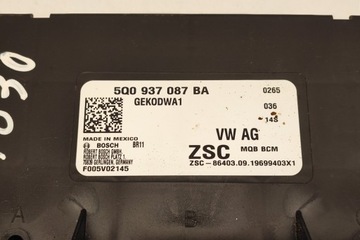 5Q0 937 087 BA
0265
GEKODWA1
036
14S
MADE IN MEXICO
VW AG
BOSCH BR11
ROBERT BOSCH GMBH
ROBERT BOSCH PLATZ 1
70839 GERLINGEN, GERMANY
F005V02145
ZSC MQB BCM
ZSC-86403.09.19699403X1
A